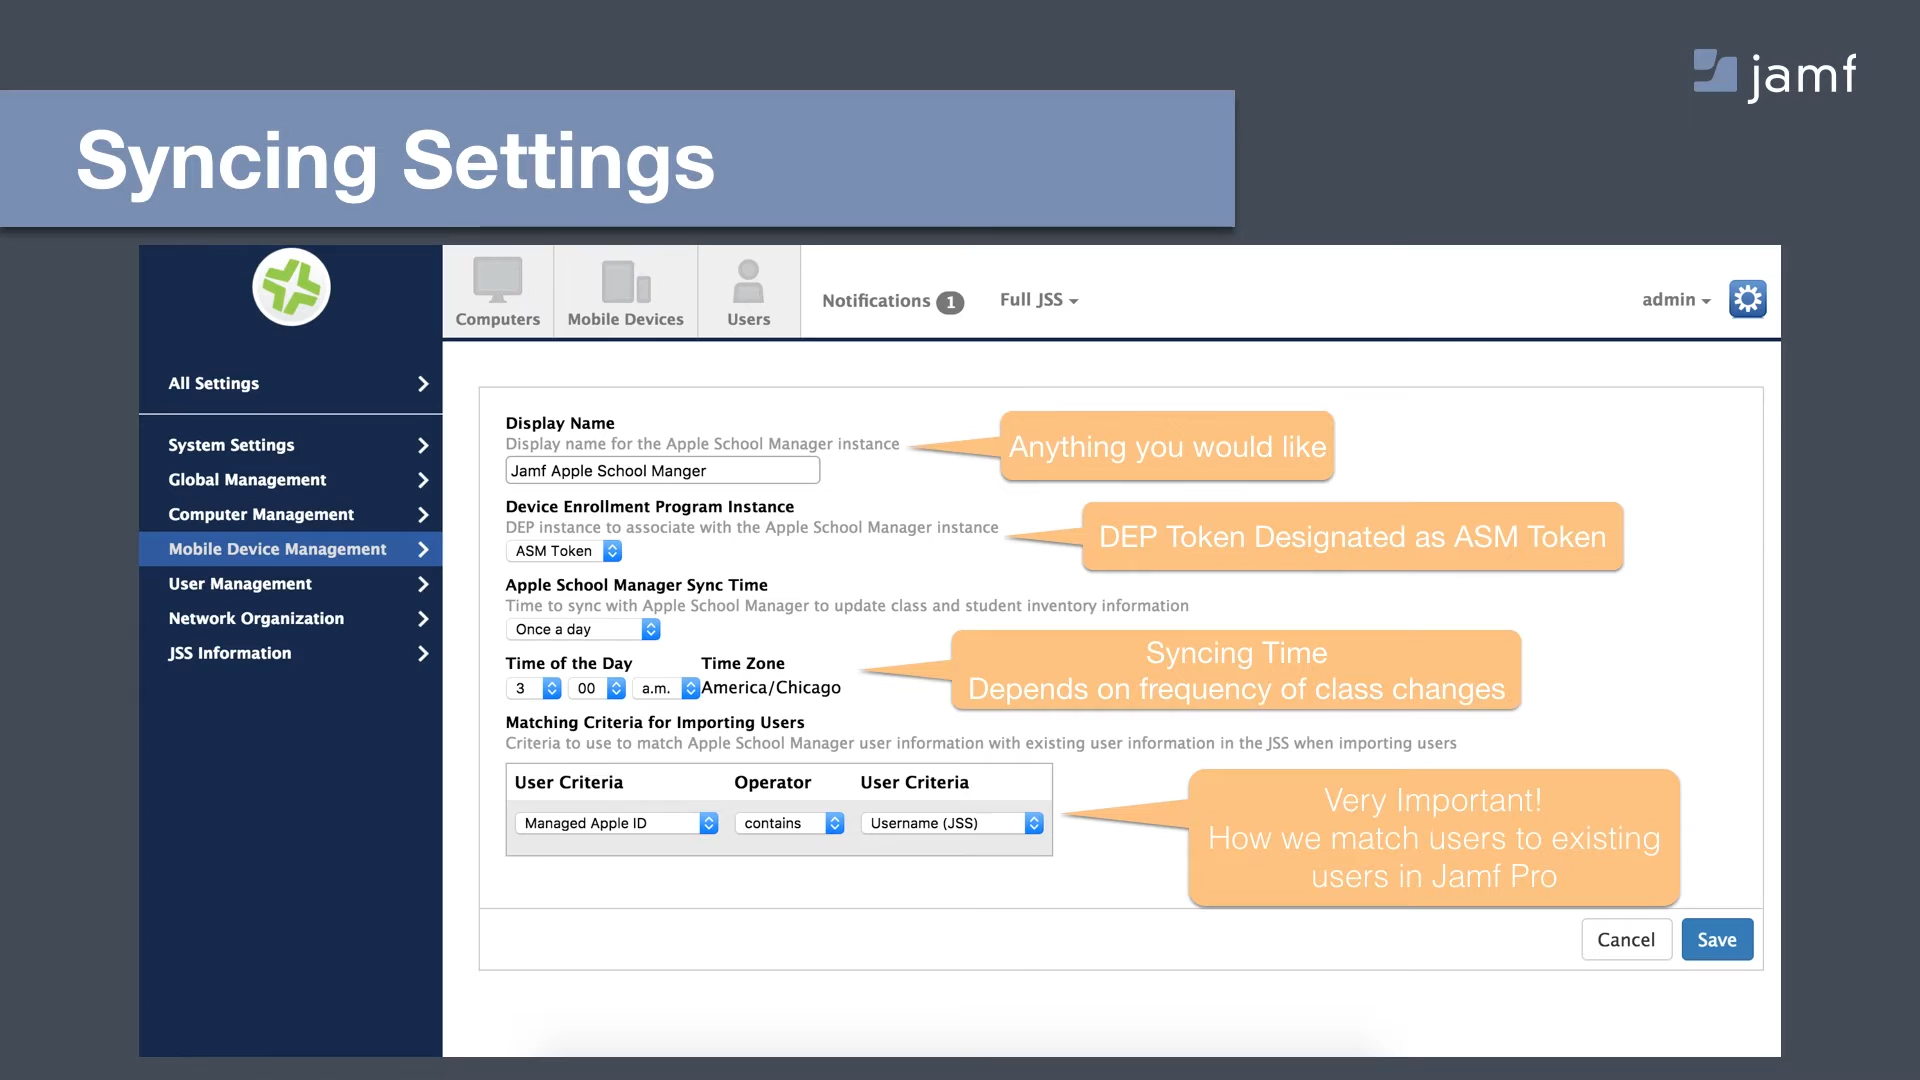 jamf
Syncing Settings
Computers
Mobile Devices
Users
Notifications 1
Full JSS
admin
All Settings
System Settings
Global Management
Computer Management
Mobile Device Management
User Management
Network Organization
JSS Information
Display Name
Display name for the Apple School Manager instance
Jamf Apple School Manger
Anything you would like
Device Enrollment Program Instance
DEP instance to associate with the Apple School Manager instance
ASM Token
DEP Token Designated as ASM Token
Apple School Manager Sync Time
Time to sync with Apple School Manager to update class and student inventory information
Once a day
Time of the Day Time Zone
3 00 a.m. America/Chicago
Syncing Time
Depends on frequency of class changes
Matching Criteria for Importing Users
Criteria to use to match Apple School Manager user information with existing user information in the JSS when importing users
User Criteria Operator User Criteria
Managed Apple ID contains Username (JSS)
Very Important!
How we match users to existing
users in Jamf Pro
Cancel
Save